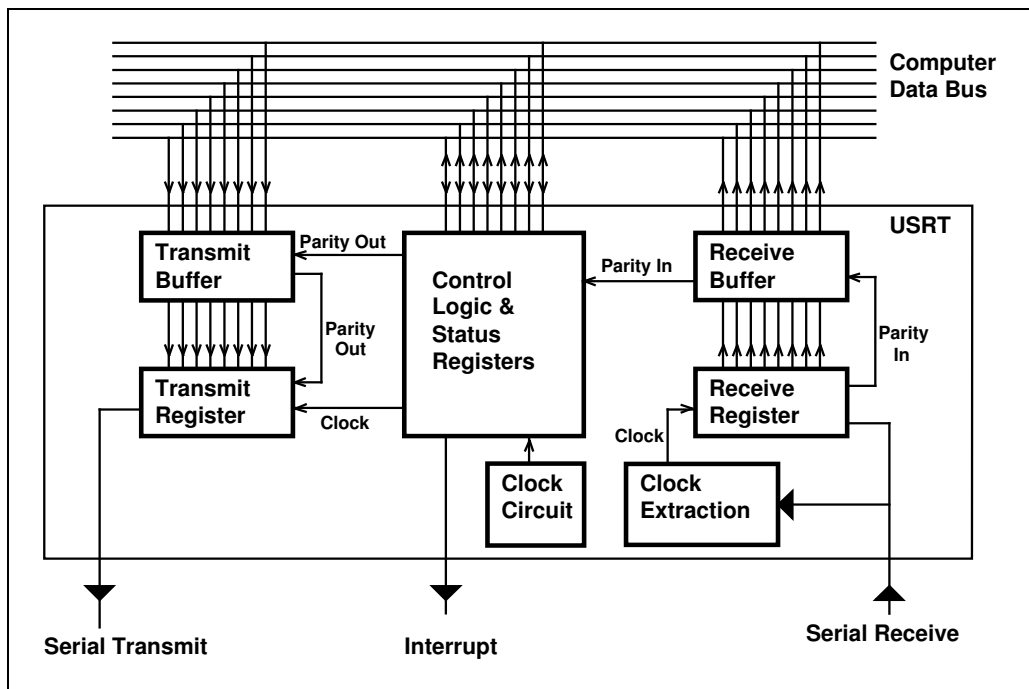 Computer
Data Bus
USRT
Transmit
Buffer
Parity Out
Control
Logic &
Status
Registers
Parity In
Receive
Buffer
Parity
Out
Parity
In
Transmit
Register
Clock
Receive
Register
Clock
Clock
Circuit
Clock
Extraction
Serial Transmit
Interrupt
Serial Receive